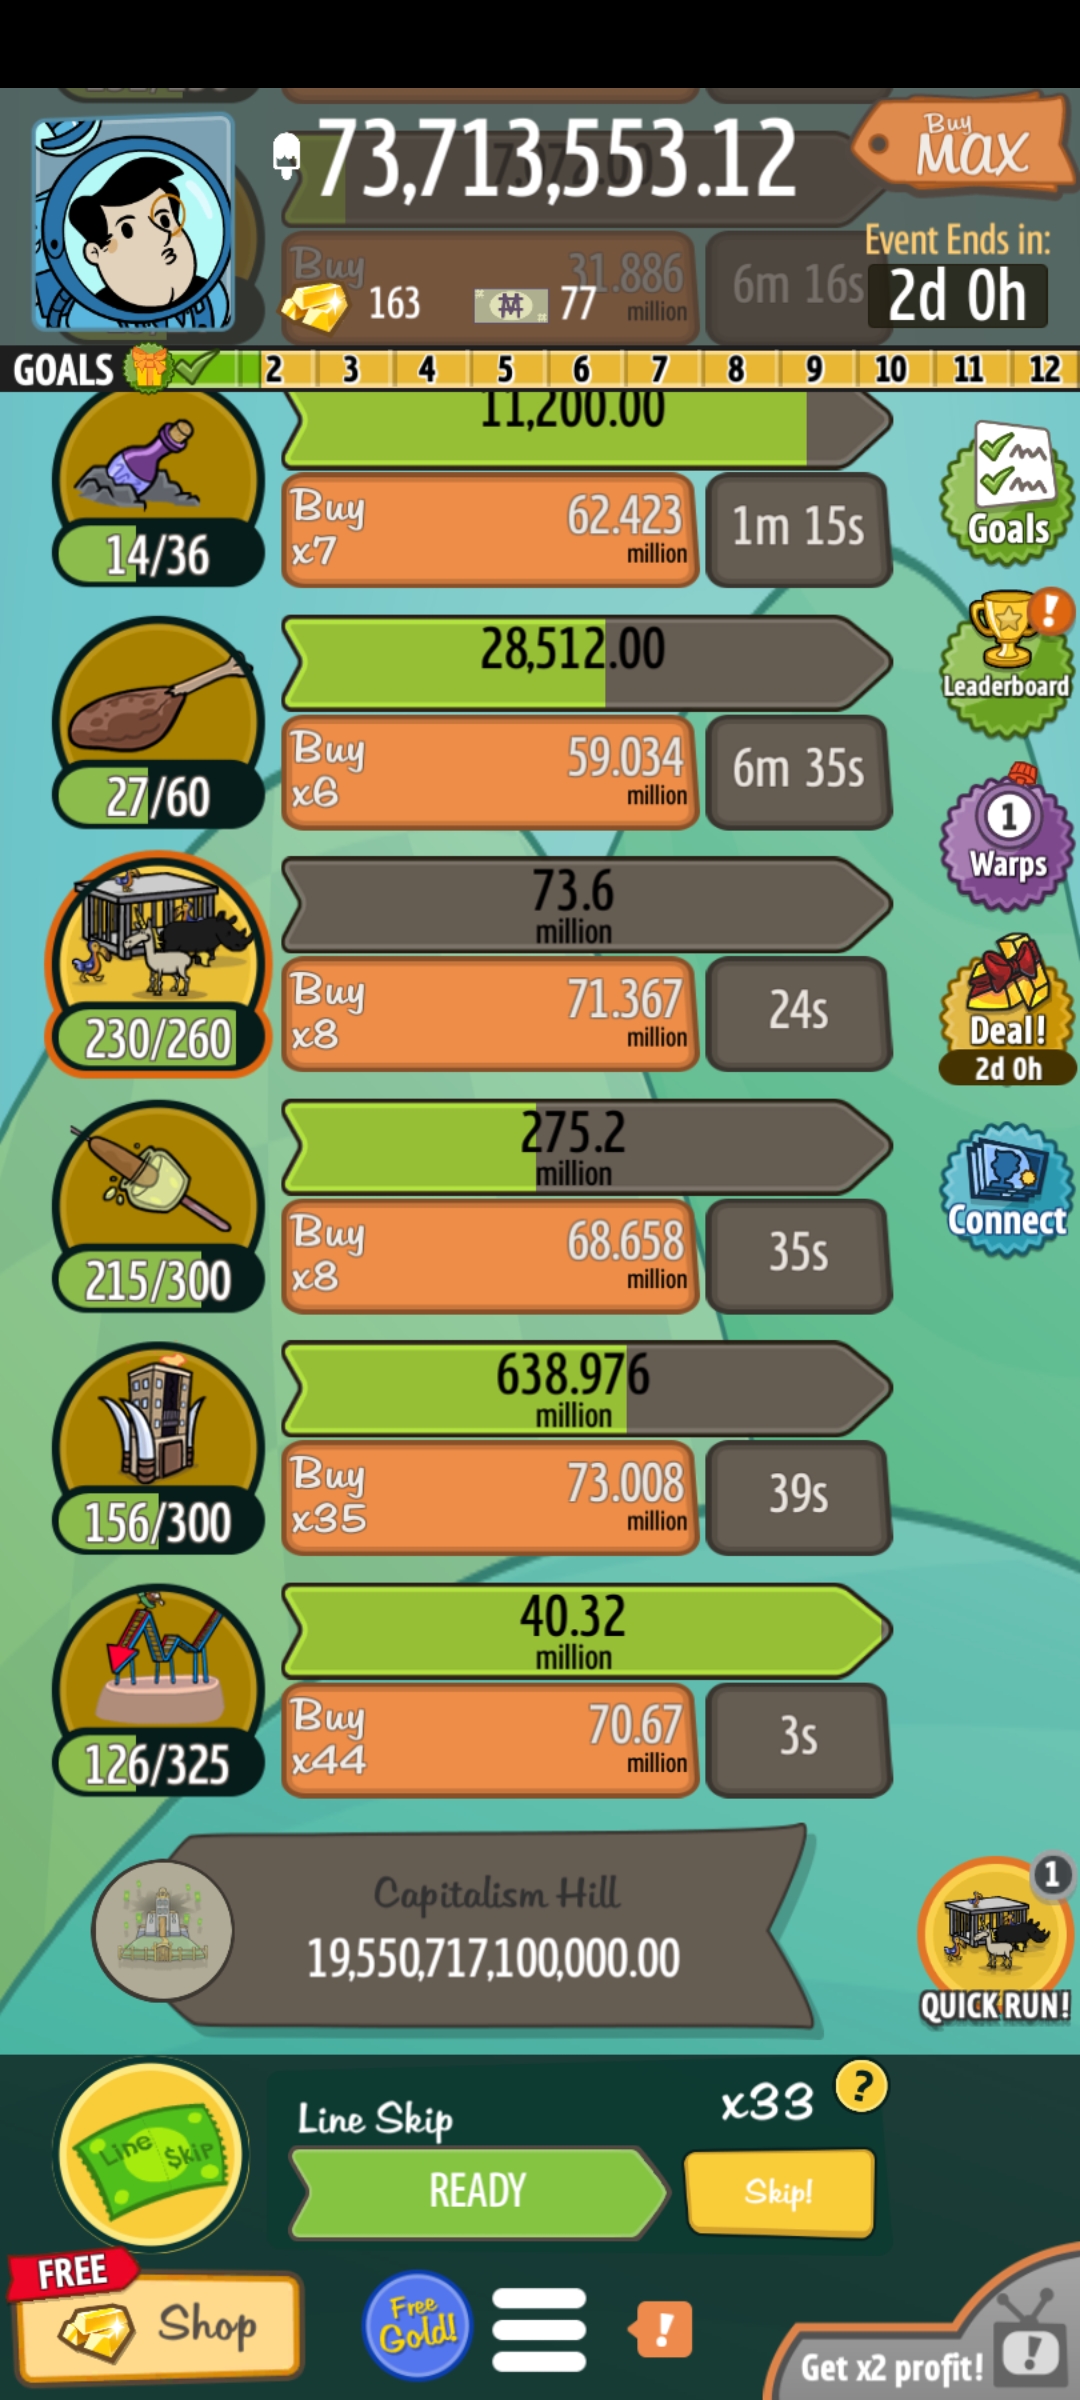 73,713,553.12
Buy
MAX
Event Ends in:
2d 0h
Buy
31.886
million
6m 16s
163
77
GOALS 2 3 4 5 6 7 8 9 10 11 12
11,200.00
Buy
x7
62.423
million
1m 15s
14/36
Goals
28,512.00
Buy
x6
59.034
million
6m 35s
27/60
Leaderboard
73.6
million
Buy
x8
71.367
million
24s
230/260
1
Warps
275.2
million
Buy
x8
68.658
million
35s
215/300
Deal!
2d 0h
Connect
638.976
million
Buy
x35
73.008
million
39s
156/300
40.32
million
Buy
x44
70.67
million
3s
126/325
Capitalism Hill
19,550,717,100,000.00
1
QUICK RUN!
Line $kip
Line Skip
x33
?
READY
Skip!
FREE
Shop
Free
Gold!
!
Get x2 profit!
!